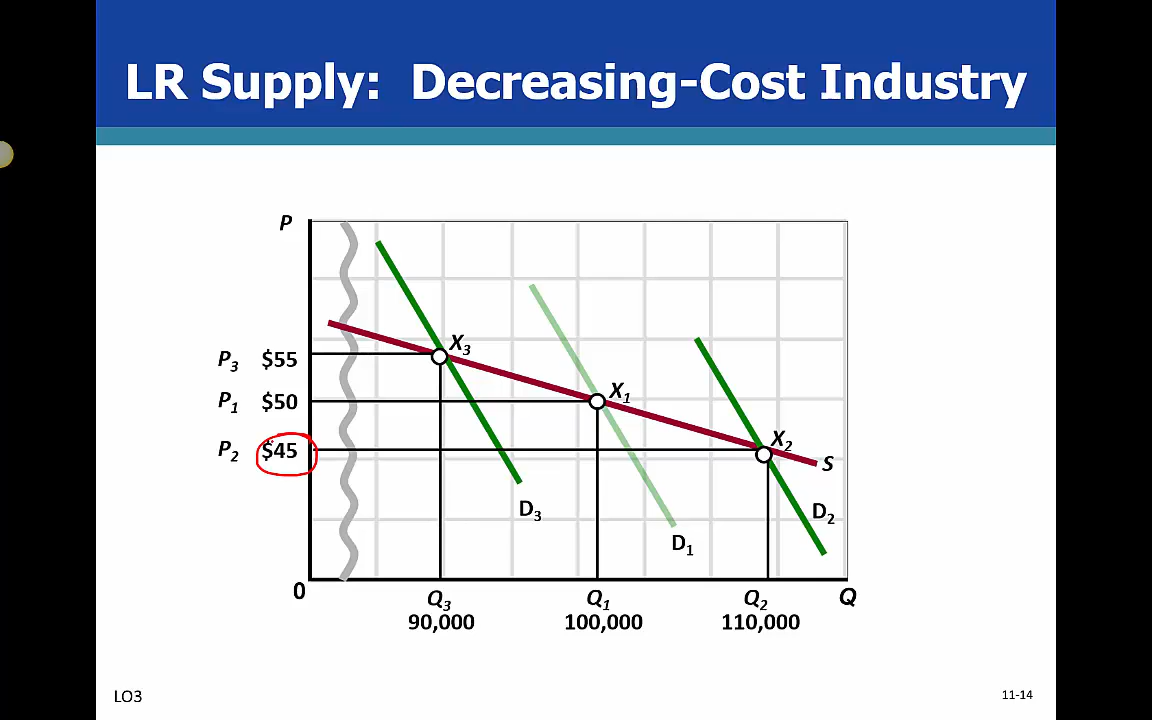 LR Supply: Decreasing-Cost Industry
P
X3
P3 $55
X1
P1 $50
X2
P2 $45
S
D3
D2
D1
0
Q3 Q1 Q2 Q
90,000 100,000 110,000
LO3
11-14